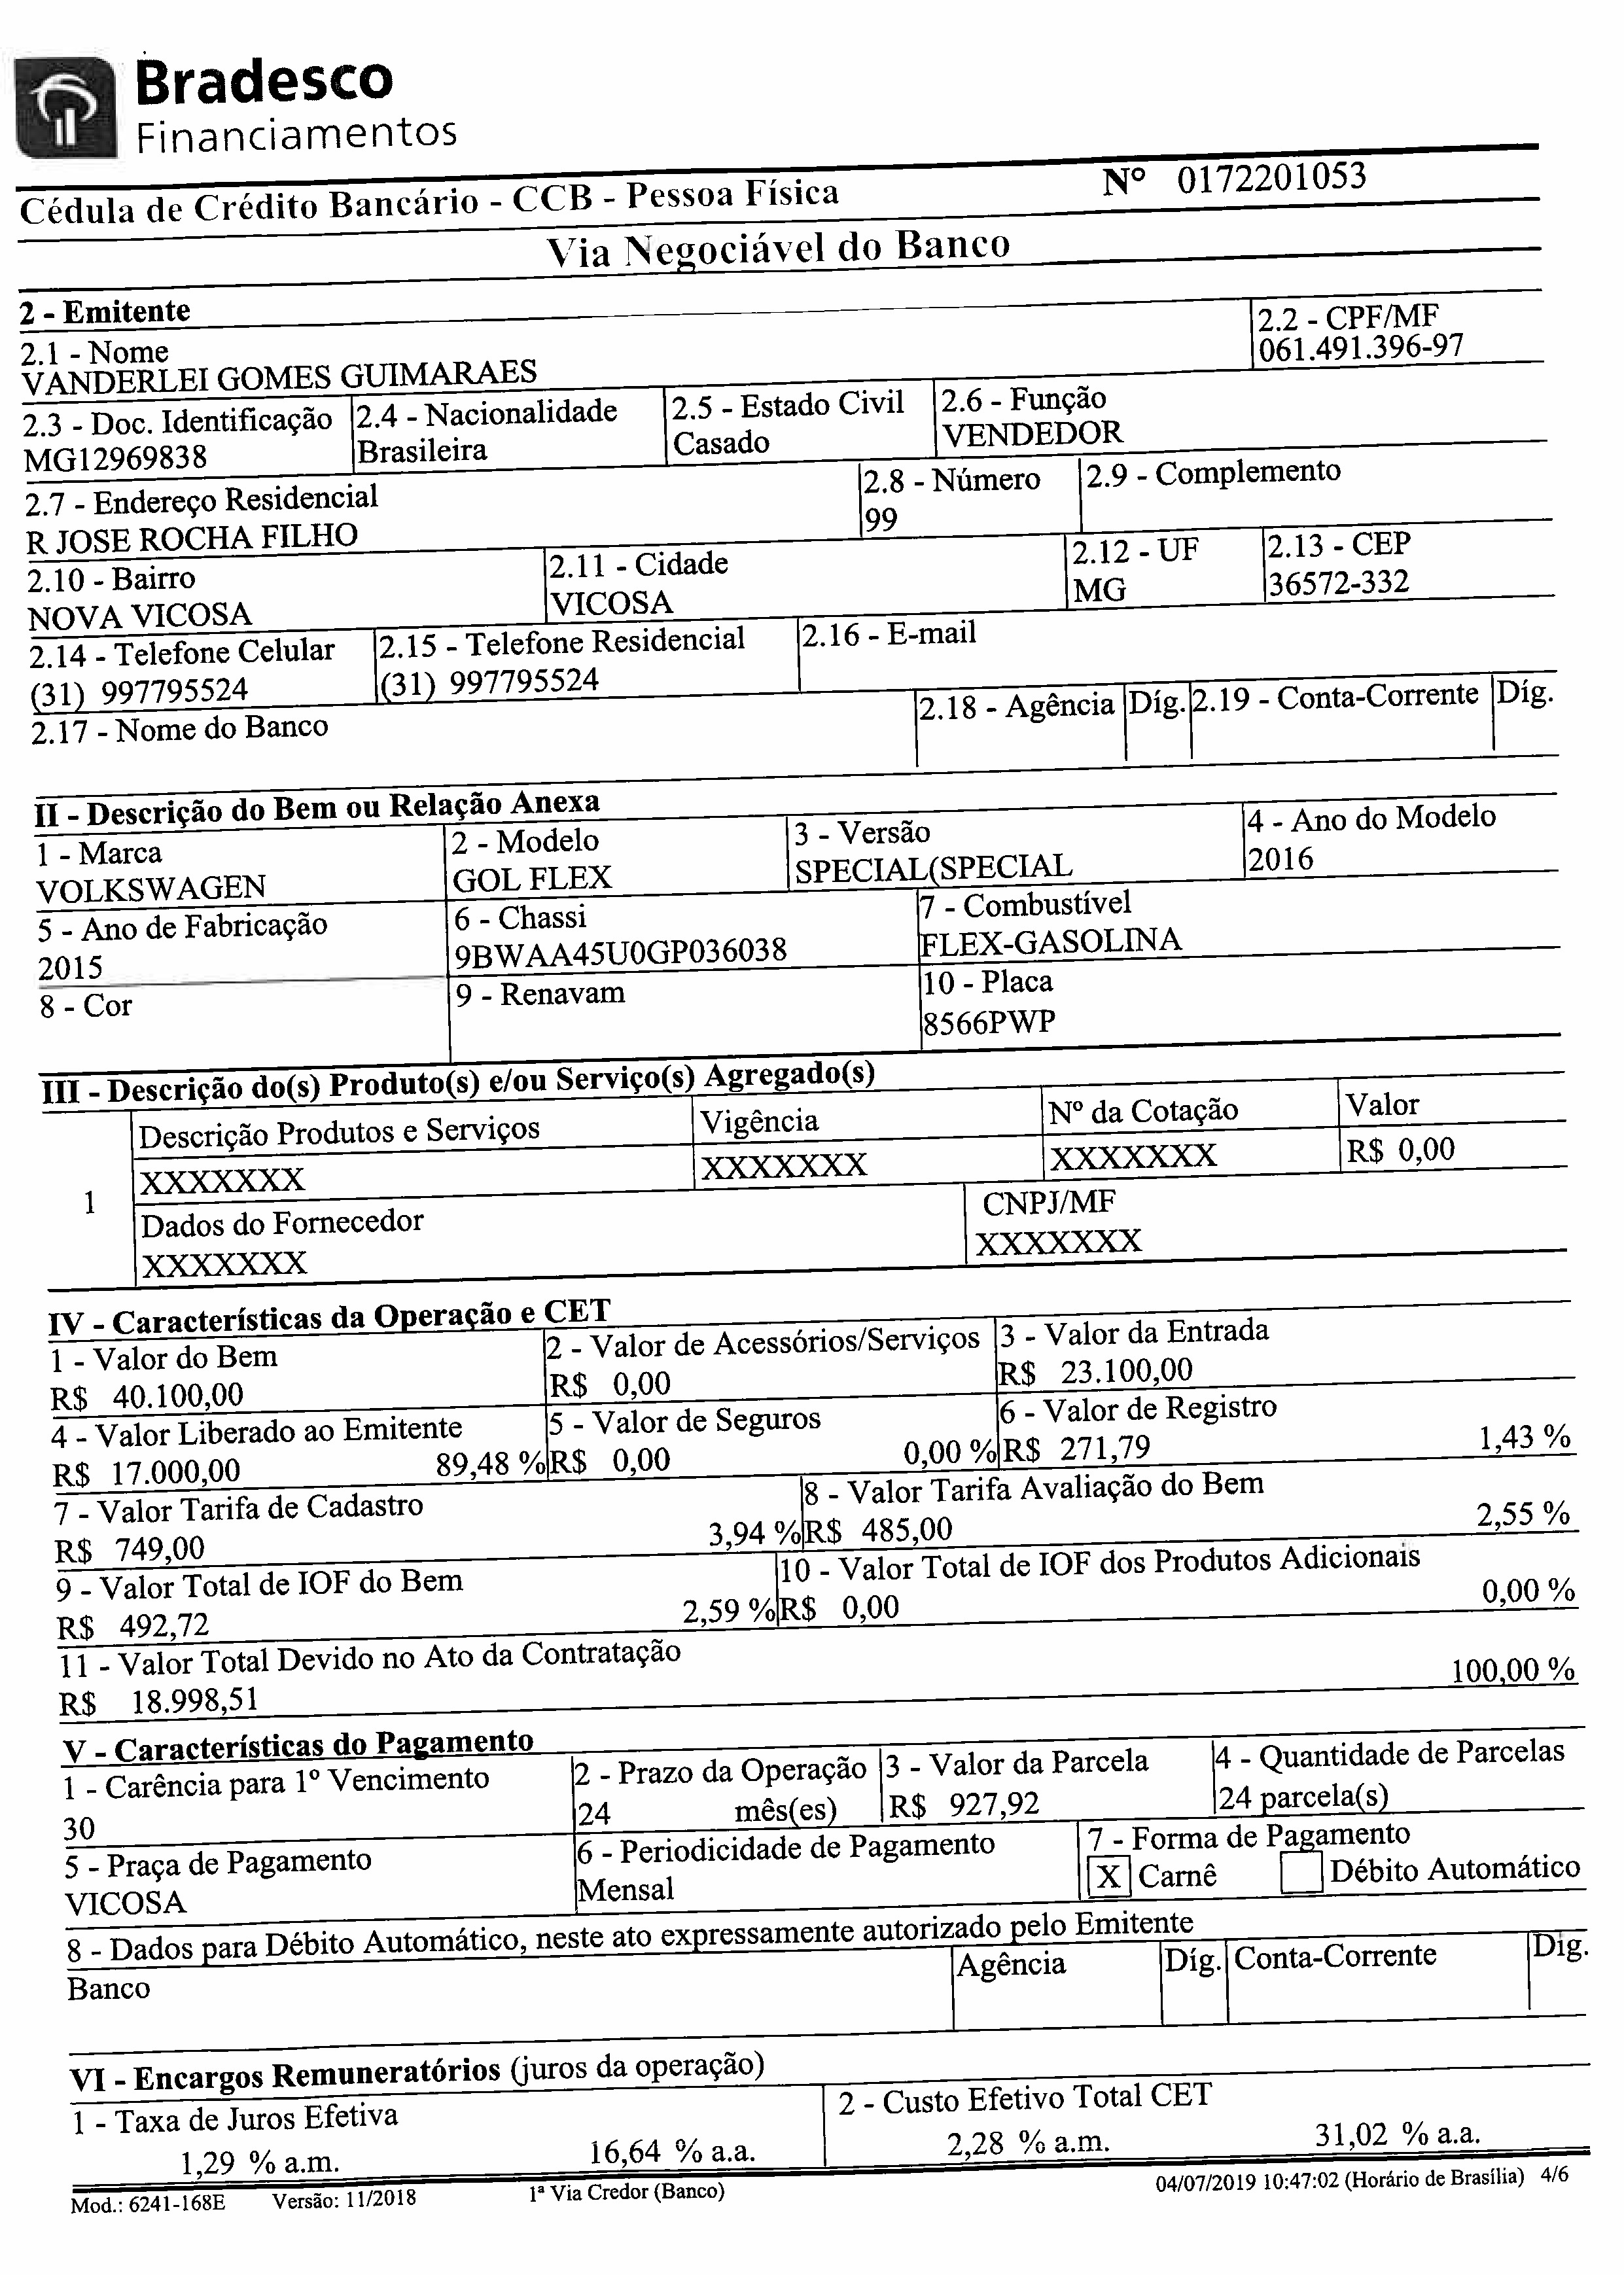 Bradesco
Financiamentos
Cédula de Crédito Bancário - CCB - Pessoa Física Nº 0172201053
Via Negociável do Banco
2 - Emitente
2.1 - Nome 2.2 - CPF/MF
VANDERLEI GOMES GUIMARAES 061.491.396-97
2.3 - Doc. Identificação 2.4 - Nacionalidade 2.5 - Estado Civil 2.6 - Função
MG12969838 Brasileira Casado VENDEDOR
2.7 - Endereço Residencial 2.8 - Número 2.9 - Complemento
R JOSE ROCHA FILHO 99
2.10 - Bairro 2.11 - Cidade 2.12 - UF 2.13 - CEP
NOVA VICOSA VICOSA MG 36572-332
2.14 - Telefone Celular 2.15 - Telefone Residencial 2.16 - E-mail
(31) 997795524 (31) 997795524
2.17 - Nome do Banco 2.18 - Agência Díg. 2.19 - Conta-Corrente Díg.
II - Descrição do Bem ou Relação Anexa
1 - Marca 2 - Modelo 3 - Versão 4 - Ano do Modelo
VOLKSWAGEN GOL FLEX SPECIAL(SPECIAL 2016
5 - Ano de Fabricação 6 - Chassi 7 - Combustível
2015 9BWAA45U0GP036038 FLEX-GASOLINA
8 - Cor 9 - Renavam 10 - Placa
8566PWP
III - Descrição do(s) Produto(s) e/ou Serviço(s) Agregado(s)
Descrição Produtos e Serviços Vigência Nº da Cotação Valor
XXXXXXX XXXXXXX XXXXXXX R$ 0,00
1
Dados do Fornecedor CNPJ/MF
XXXXXXX XXXXXXX
IV - Características da Operação e CET
1 - Valor do Bem 2 - Valor de Acessórios/Serviços 3 - Valor da Entrada
R$ 40.100,00 R$ 0,00 R$ 23.100,00
4 - Valor Liberado ao Emitente 5 - Valor de Seguros 6 - Valor de Registro
R$ 17.000,00 89,48 % R$ 0,00 0,00 % R$ 271,79 1,43 %
7 - Valor Tarifa de Cadastro 8 - Valor Tarifa Avaliação do Bem
R$ 749,00 3,94 % R$ 485,00 2,55 %
9 - Valor Total de IOF do Bem 10 - Valor Total de IOF dos Produtos Adicionais
R$ 492,72 2,59 % R$ 0,00 0,00 %
11 - Valor Total Devido no Ato da Contratação
R$ 18.998,51 100,00 %
V - Características do Pagamento
1 - Carência para 1º Vencimento 2 - Prazo da Operação 3 - Valor da Parcela 4 - Quantidade de Parcelas
30 24 mês(es) R$ 927,92 24 parcela(s)
5 - Praça de Pagamento 6 - Periodicidade de Pagamento 7 - Forma de Pagamento
VICOSA Mensal X Carnê Débito Automático
8 - Dados para Débito Automático, neste ato expressamente autorizado pelo Emitente
Banco Agência Díg. Conta-Corrente Dig.
VI - Encargos Remuneratórios (juros da operação)
1 - Taxa de Juros Efetiva 2 - Custo Efetivo Total CET
1,29 % a.m. 16,64 % a.a. 2,28 % a.m. 31,02 % a.a.
Mod.: 6241-168E Versão: 11/2018 1ª Via Credor (Banco) 04/07/2019 10:47:02 (Horário de Brasília) 4/6